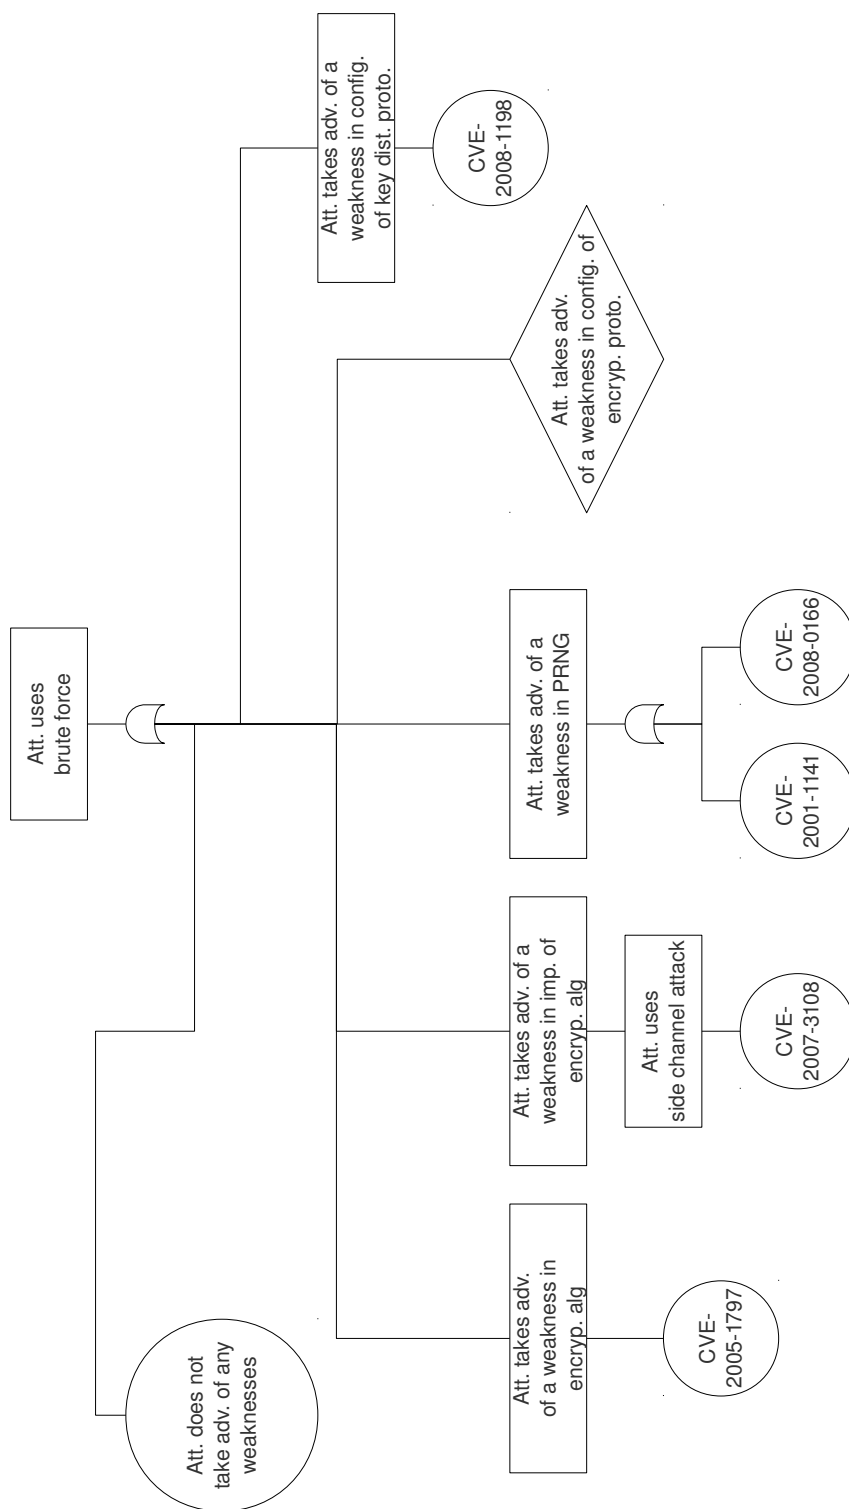 Att. uses
brute force
Att. does not
take adv. of any
weaknesses
Att. takes adv.
of a weakness in
encryp. alg
CVE-
2005-1797
Att. takes adv. of a
weakness in imp. of
encryp. alg
Att. uses
side channel attack
CVE-
2007-3108
Att. takes adv. of a
weakness in PRNG
CVE-
2001-1141
CVE-
2008-0166
Att. takes adv.
of a weakness in config. of
encryp. proto.
Att. takes adv. of a
weakness in config.
of key dist. proto.
CVE-
2008-1198